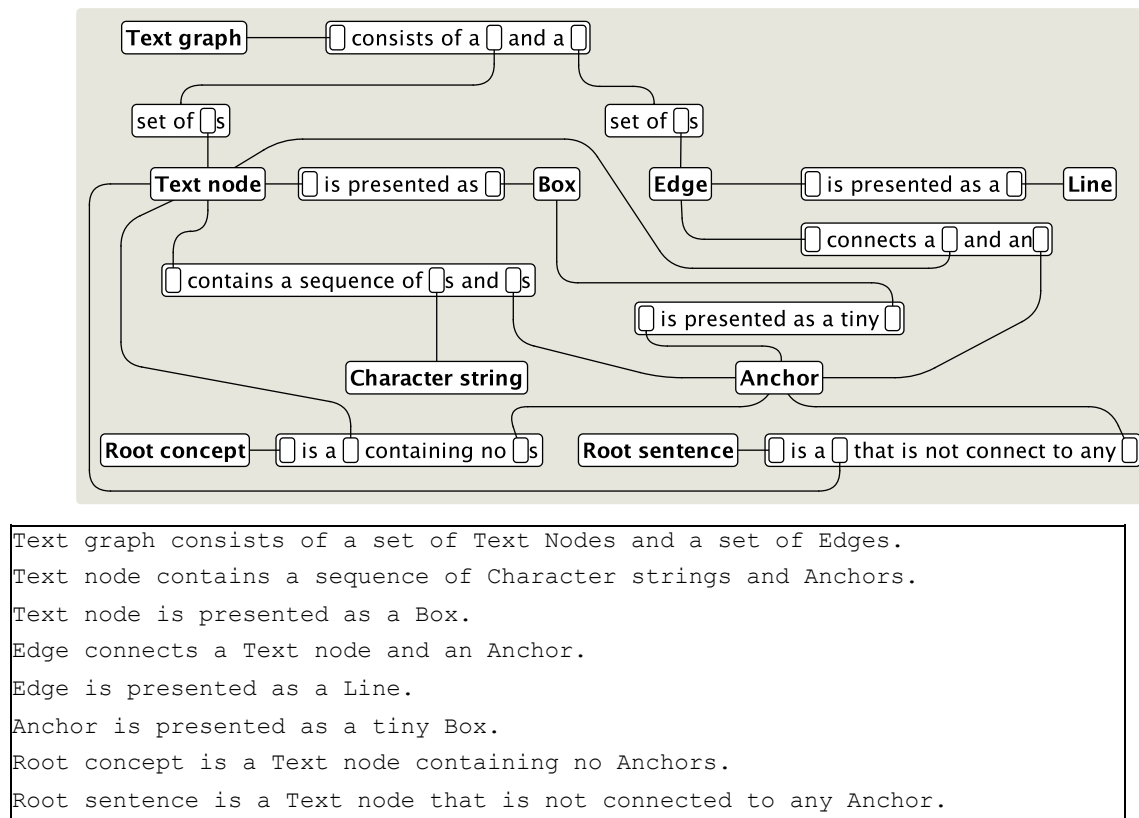 Text graph consists of a and a
set of s set of s
Text node is presented as Box Edge is presented as a Line
connects a and an
contains a sequence of s and s
is presented as a tiny
Character string Anchor
Root concept is a containing no s Root sentence is a that is not connect to any
Text graph consists of a set of Text Nodes and a set of Edges.
Text node contains a sequence of Character strings and Anchors.
Text node is presented as a Box.
Edge connects a Text node and an Anchor.
Edge is presented as a Line.
Anchor is presented as a tiny Box.
Root concept is a Text node containing no Anchors.
Root sentence is a Text node that is not connected to any Anchor.